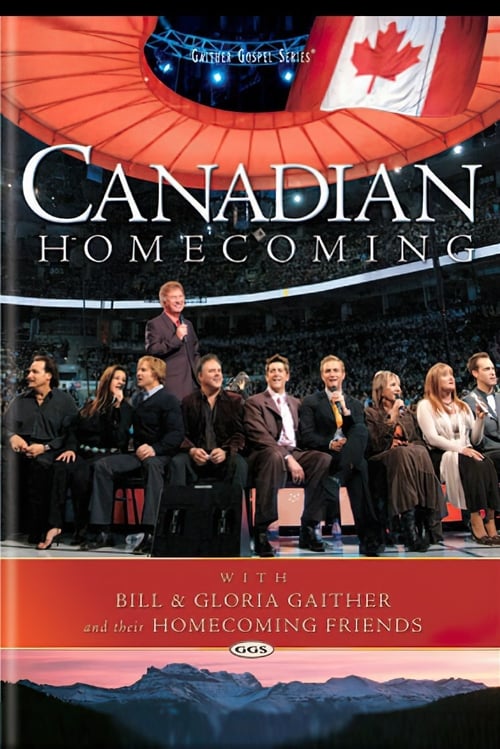 GAITHER GOSPEL SERIES®
CANADIAN
HOMECOMING
WITH
BILL & GLORIA GAITHER
and their HOMECOMING FRIENDS
GGS